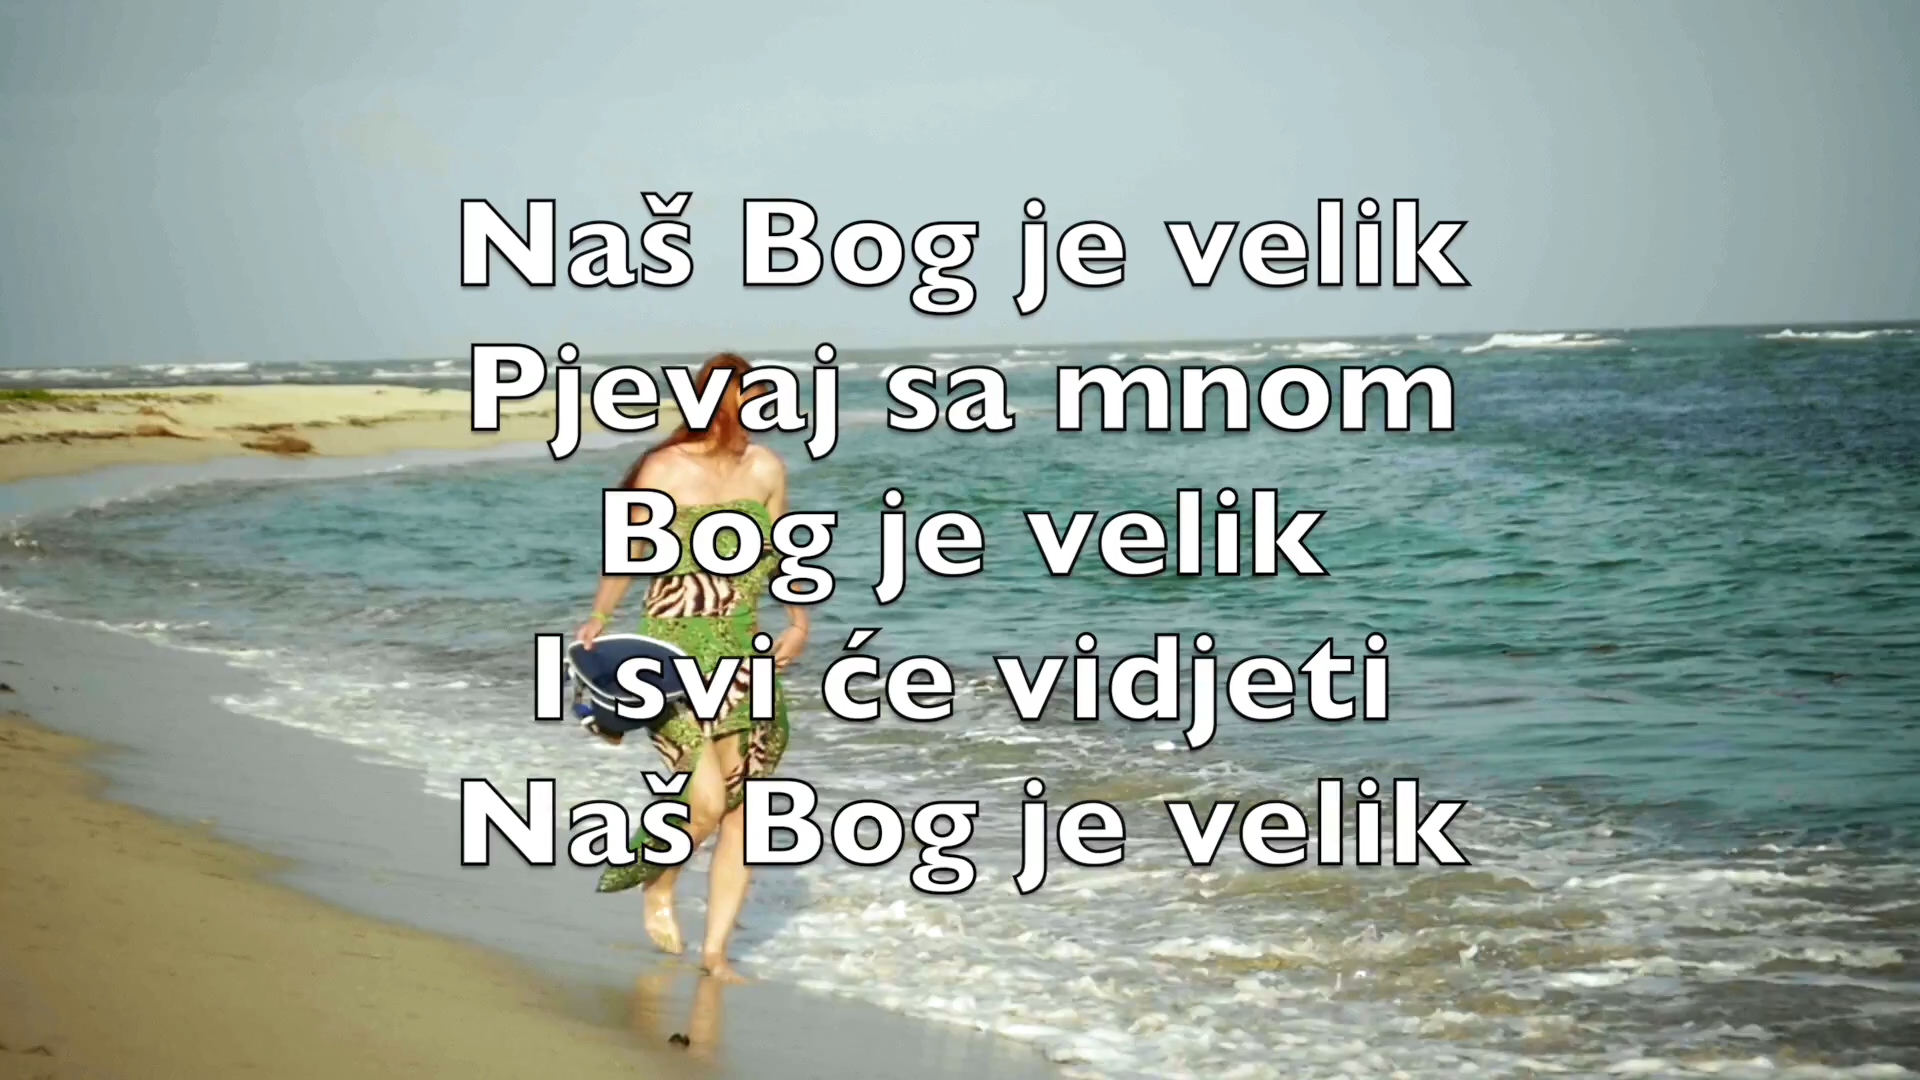 Naš Bog je velik
Pjevaj sa mnom
Bog je velik
I svi će vidjeti
Naš Bog je velik